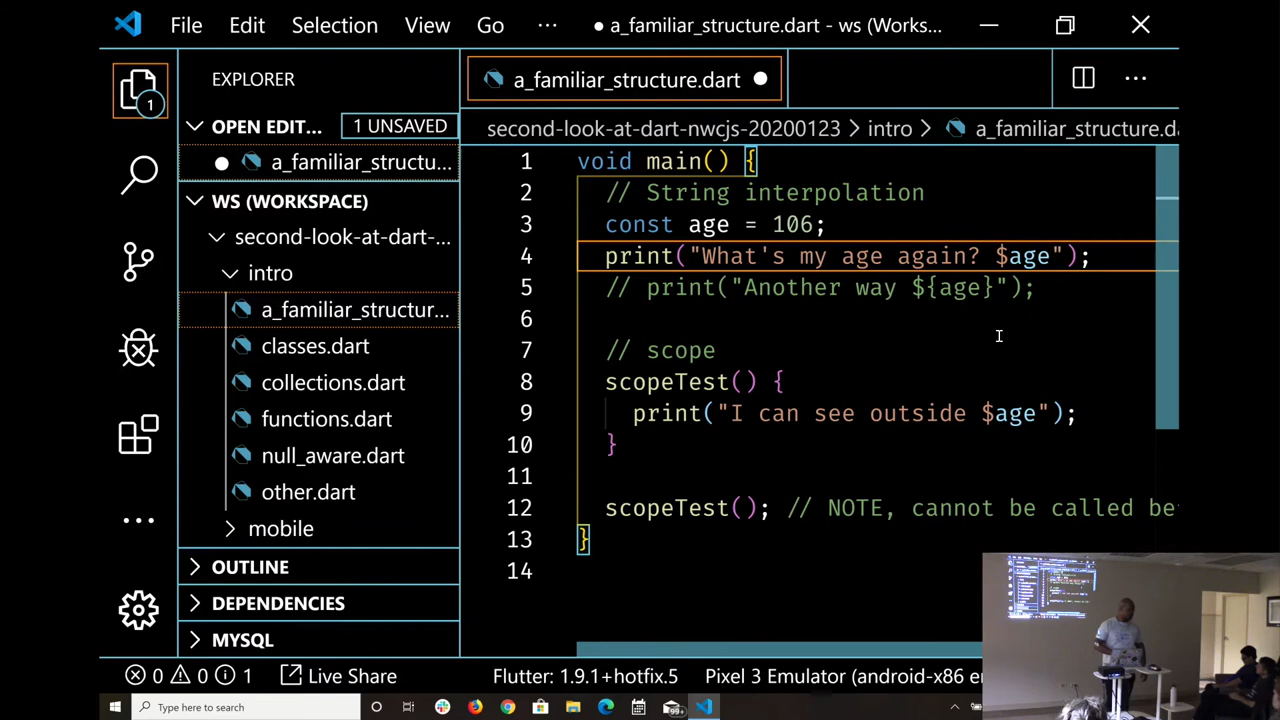 File Edit Selection View Go ··· ● a_familiar_structure.dart - ws (Works...
EXPLORER
a_familiar_structure.dart
OPEN EDIT... 1 UNSAVED
a_familiar_structu...
WS (WORKSPACE)
second-look-at-dart-...
intro
a_familiar_structur...
classes.dart
collections.dart
functions.dart
null_aware.dart
other.dart
mobile
OUTLINE
DEPENDENCIES
MYSQL
1
second-look-at-dart-nwcjs-20200123 > intro > a_familiar_structure.da
1 void main() {
2 // String interpolation
3 const age = 106;
4 print("What's my age again? $age");
5 // print("Another way ${age}");
6
7 // scope
8 scopeTest() {
9 print("I can see outside $age");
10 }
11
12 scopeTest(); // NOTE, cannot be called be
13 }
14
0 0 1 Live Share Flutter: 1.9.1+hotfix.5 Pixel 3 Emulator (android-x86 e
Type here to search
99+